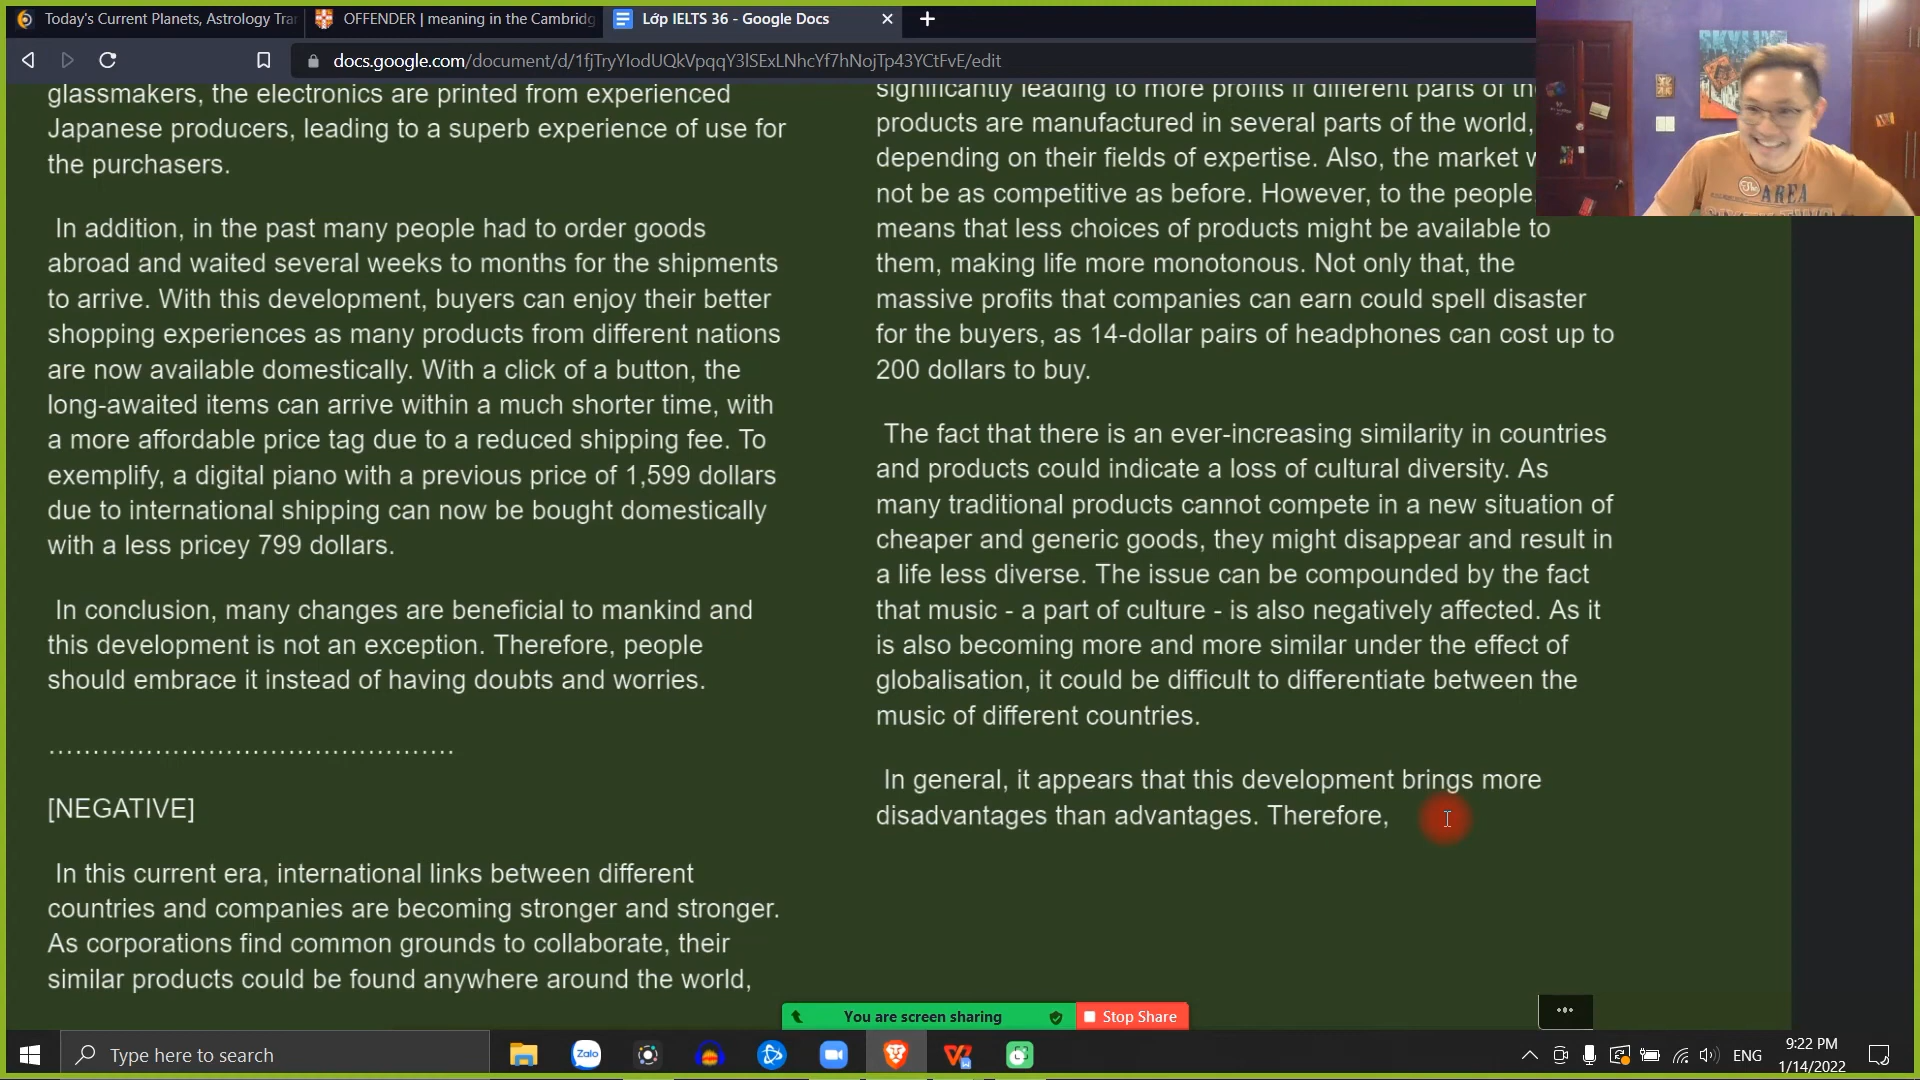 Today's Current Planets, Astrology Tra
OFFENDER | meaning in the Cambridg
Lớp IELTS 36 - Google Docs
docs.google.com/document/d/1fjTryYIodUQkVpqqY3lSExLNhcYf7hNojTp43YCtFvE/edit
glassmakers, the electronics are printed from experienced
Japanese producers, leading to a superb experience of use for
the purchasers.
In addition, in the past many people had to order goods
abroad and waited several weeks to months for the shipments
to arrive. With this development, buyers can enjoy their better
shopping experiences as many products from different nations
are now available domestically. With a click of a button, the
long-awaited items can arrive within a much shorter time, with
a more affordable price tag due to a reduced shipping fee. To
exemplify, a digital piano with a previous price of 1,599 dollars
due to international shipping can now be bought domestically
with a less pricey 799 dollars.
In conclusion, many changes are beneficial to mankind and
this development is not an exception. Therefore, people
should embrace it instead of having doubts and worries.
..............................................
[NEGATIVE]
In this current era, international links between different
countries and companies are becoming stronger and stronger.
As corporations find common grounds to collaborate, their
similar products could be found anywhere around the world,
significantly leading to more profits if different parts of the
products are manufactured in several parts of the world,
depending on their fields of expertise. Also, the market w
not be as competitive as before. However, to the people
means that less choices of products might be available to
them, making life more monotonous. Not only that, the
massive profits that companies can earn could spell disaster
for the buyers, as 14-dollar pairs of headphones can cost up to
200 dollars to buy.
The fact that there is an ever-increasing similarity in countries
and products could indicate a loss of cultural diversity. As
many traditional products cannot compete in a new situation of
cheaper and generic goods, they might disappear and result in
a life less diverse. The issue can be compounded by the fact
that music - a part of culture - is also negatively affected. As it
is also becoming more and more similar under the effect of
globalisation, it could be difficult to differentiate between the
music of different countries.
In general, it appears that this development brings more
disadvantages than advantages. Therefore,
AREA
You are screen sharing
Stop Share
Type here to search
Zalo
ENG
9:22 PM
1/14/2022